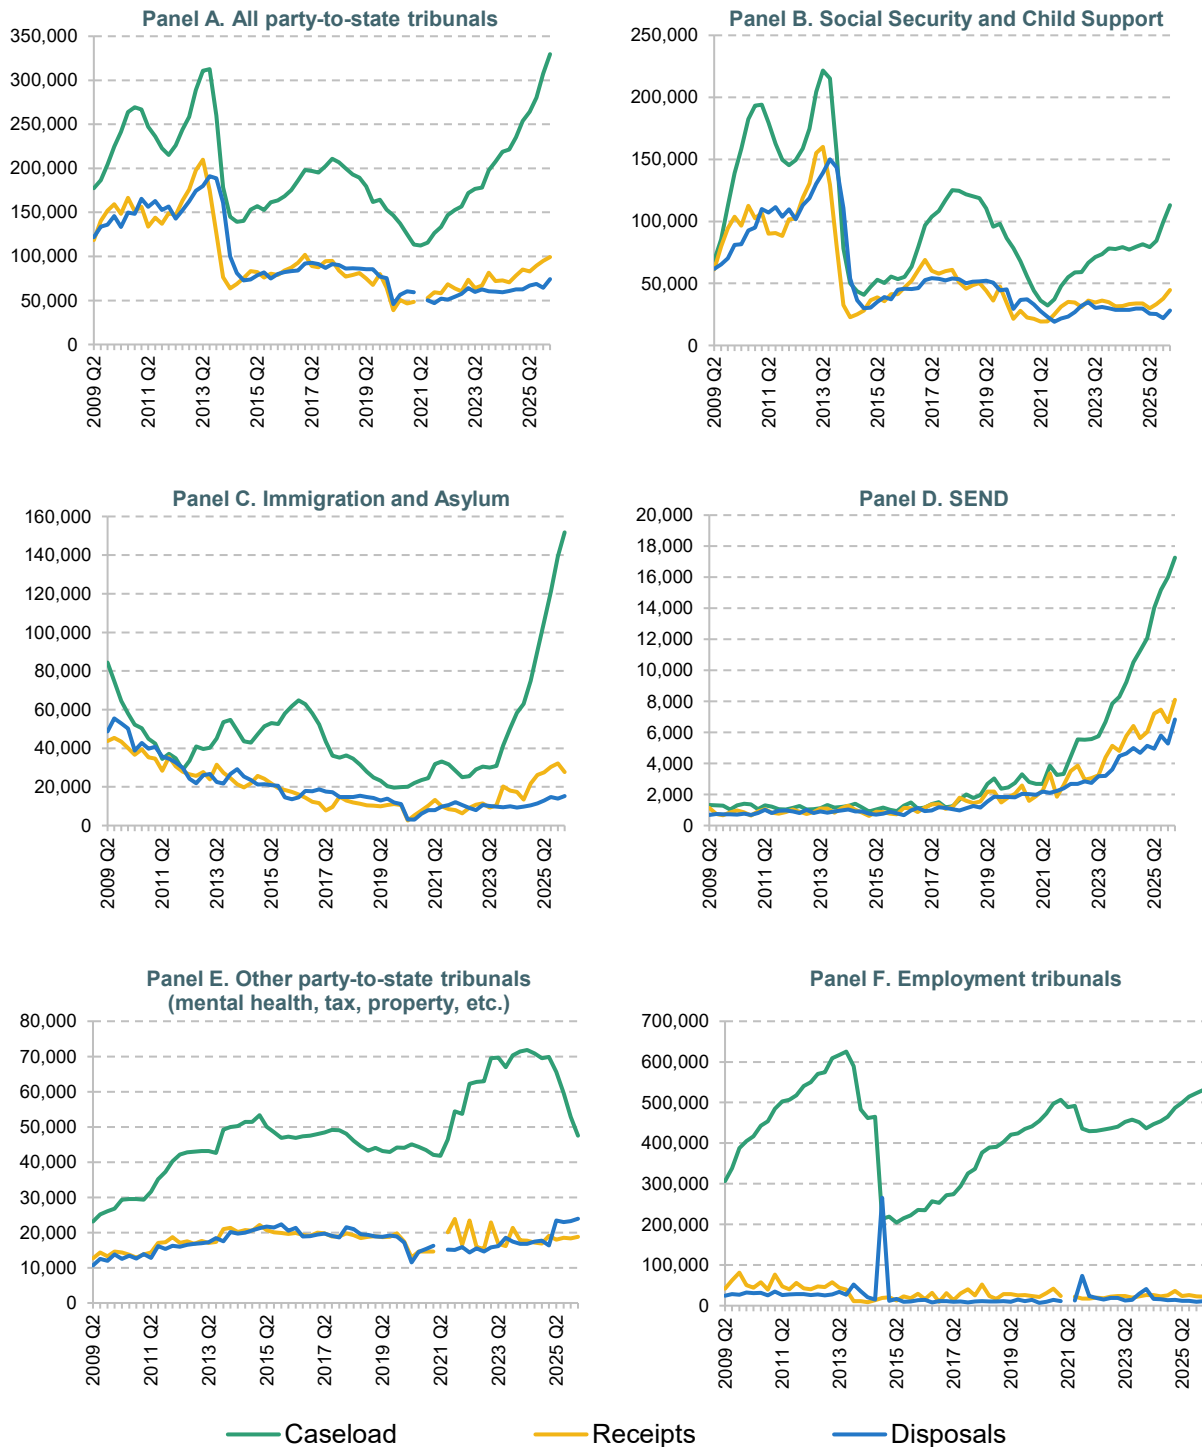 Panel A. All party-to-state tribunals
350,000
300,000
250,000
200,000
150,000
100,000
50,000
0
2009 Q2
2011 Q2
2013 Q2
2015 Q2
2017 Q2
2019 Q2
2021 Q2
2023 Q2
2025 Q2
Panel B. Social Security and Child Support
250,000
200,000
150,000
100,000
50,000
0
2009 Q2
2011 Q2
2013 Q2
2015 Q2
2017 Q2
2019 Q2
2021 Q2
2023 Q2
2025 Q2
Panel C. Immigration and Asylum
160,000
140,000
120,000
100,000
80,000
60,000
40,000
20,000
0
2009 Q2
2011 Q2
2013 Q2
2015 Q2
2017 Q2
2019 Q2
2021 Q2
2023 Q2
2025 Q2
Panel D. SEND
20,000
18,000
16,000
14,000
12,000
10,000
8,000
6,000
4,000
2,000
0
2009 Q2
2011 Q2
2013 Q2
2015 Q2
2017 Q2
2019 Q2
2021 Q2
2023 Q2
2025 Q2
Panel E. Other party-to-state tribunals
(mental health, tax, property, etc.)
80,000
70,000
60,000
50,000
40,000
30,000
20,000
10,000
0
2009 Q2
2011 Q2
2013 Q2
2015 Q2
2017 Q2
2019 Q2
2021 Q2
2023 Q2
2025 Q2
Panel F. Employment tribunals
700,000
600,000
500,000
400,000
300,000
200,000
100,000
0
2009 Q2
2011 Q2
2013 Q2
2015 Q2
2017 Q2
2019 Q2
2021 Q2
2023 Q2
2025 Q2
Caseload
Receipts
Disposals